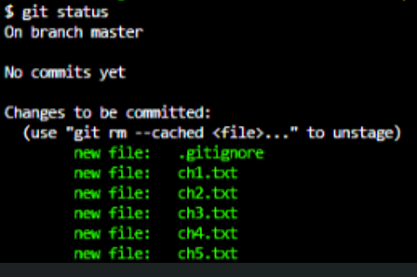 $ git status
On branch master
No commits yet
Changes to be committed:
(use "git rm --cached <file>..." to unstage)
new file: .gitignore
new file: ch1.txt
new file: ch2.txt
new file: ch3.txt
new file: ch4.txt
new file: ch5.txt